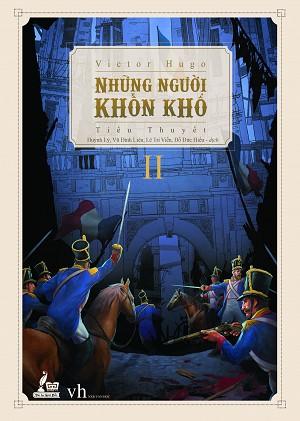 Victor Hugo
NHỮNG NGƯỜI
KHỐN KHỔ
Tiểu Thuyết
Huỳnh Lý, Vũ Đình Liên, Lê Trí Viễn, Đỗ Đức Hiểu - dịch
II
vh